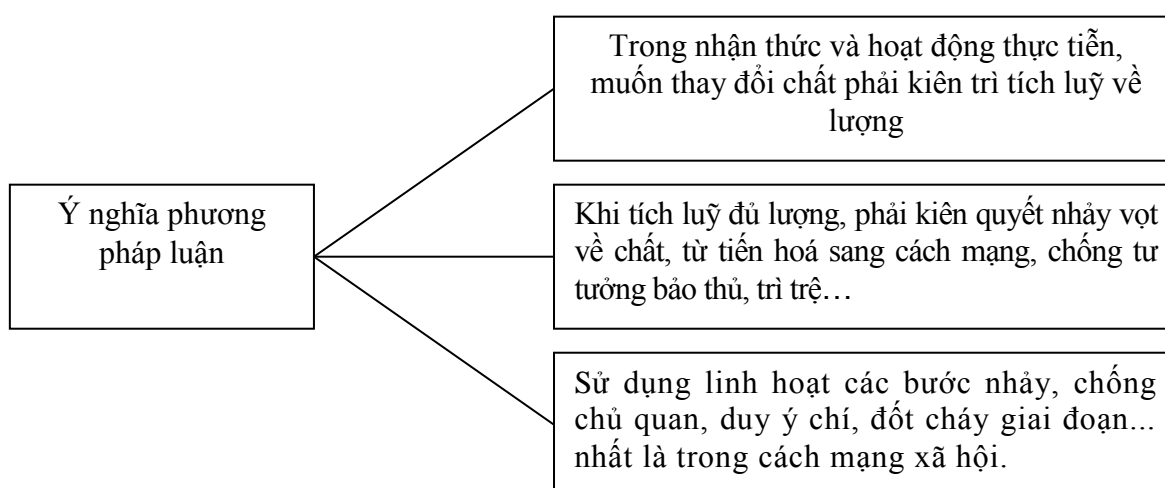 Ý nghĩa phương
pháp luận
Trong nhận thức và hoạt động thực tiễn,
muốn thay đổi chất phải kiên trì tích luỹ về
lượng
Khi tích luỹ đủ lượng, phải kiên quyết nhảy vọt
về chất, từ tiến hoá sang cách mạng, chống tư
tưởng bảo thủ, trì trệ…
Sử dụng linh hoạt các bước nhảy, chống
chủ quan, duy ý chí, đốt cháy giai đoạn...
nhất là trong cách mạng xã hội.